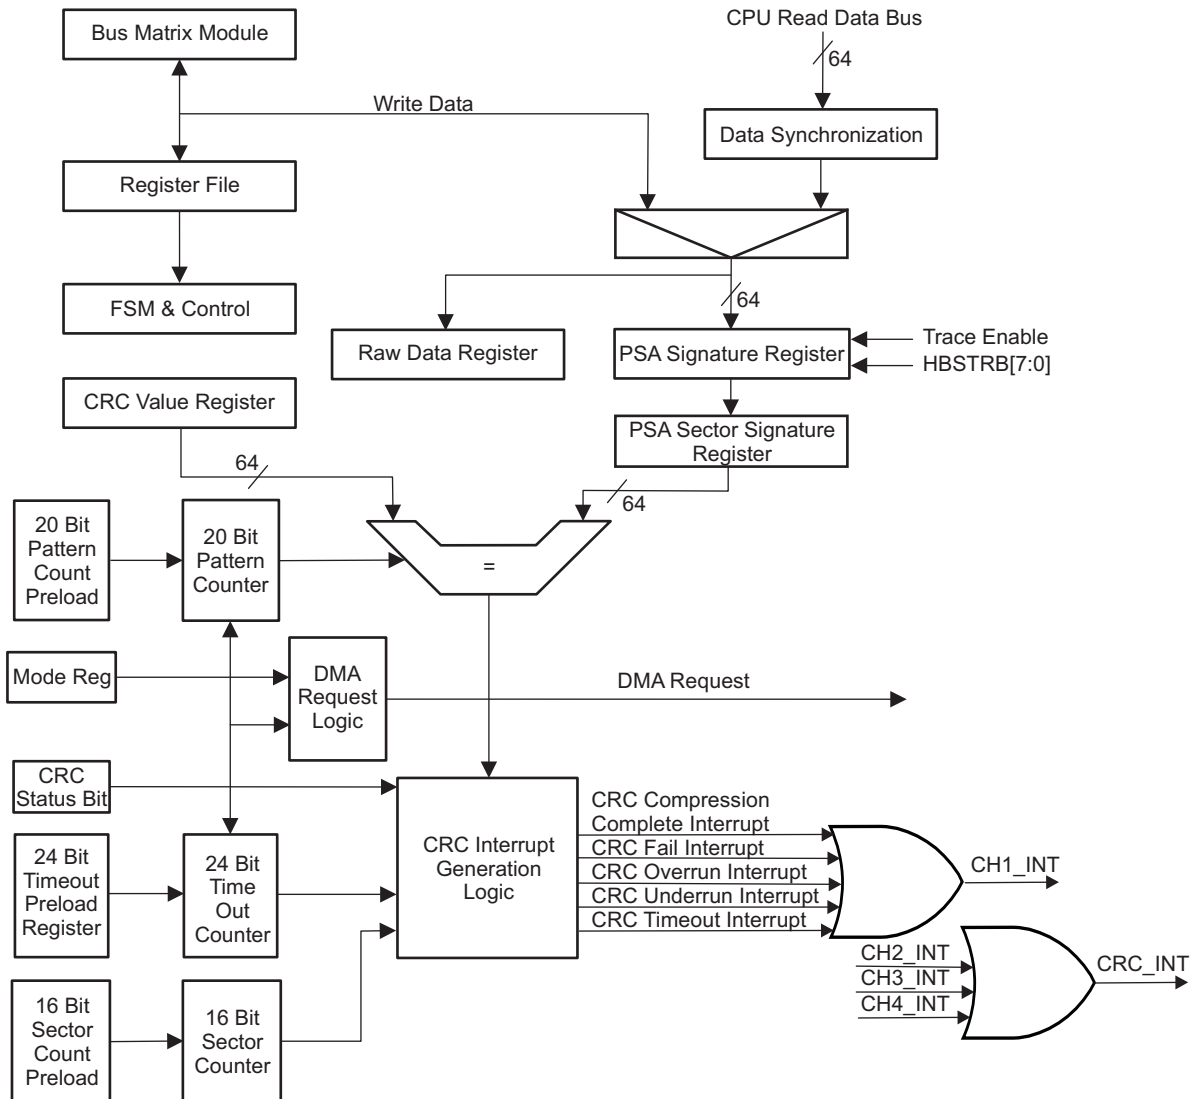 Bus Matrix Module
CPU Read Data Bus
64
Write Data
Data Synchronization
Register File
64
FSM & Control
Raw Data Register
PSA Signature Register
Trace Enable
HBSTRB[7:0]
CRC Value Register
PSA Sector Signature
Register
64
64
20 Bit
Pattern
Count
Preload
20 Bit
Pattern
Counter
=
Mode Reg
DMA
Request
Logic
DMA Request
CRC
Status Bit
CRC Interrupt
Generation
Logic
CRC Compression
Complete Interrupt
CRC Fail Interrupt
CRC Overrun Interrupt
CRC Underrun Interrupt
CRC Timeout Interrupt
CH1_INT
24 Bit
Timeout
Preload
Register
24 Bit
Time
Out
Counter
CH2_INT
CH3_INT
CH4_INT
CRC_INT
16 Bit
Sector
Count
Preload
16 Bit
Sector
Counter